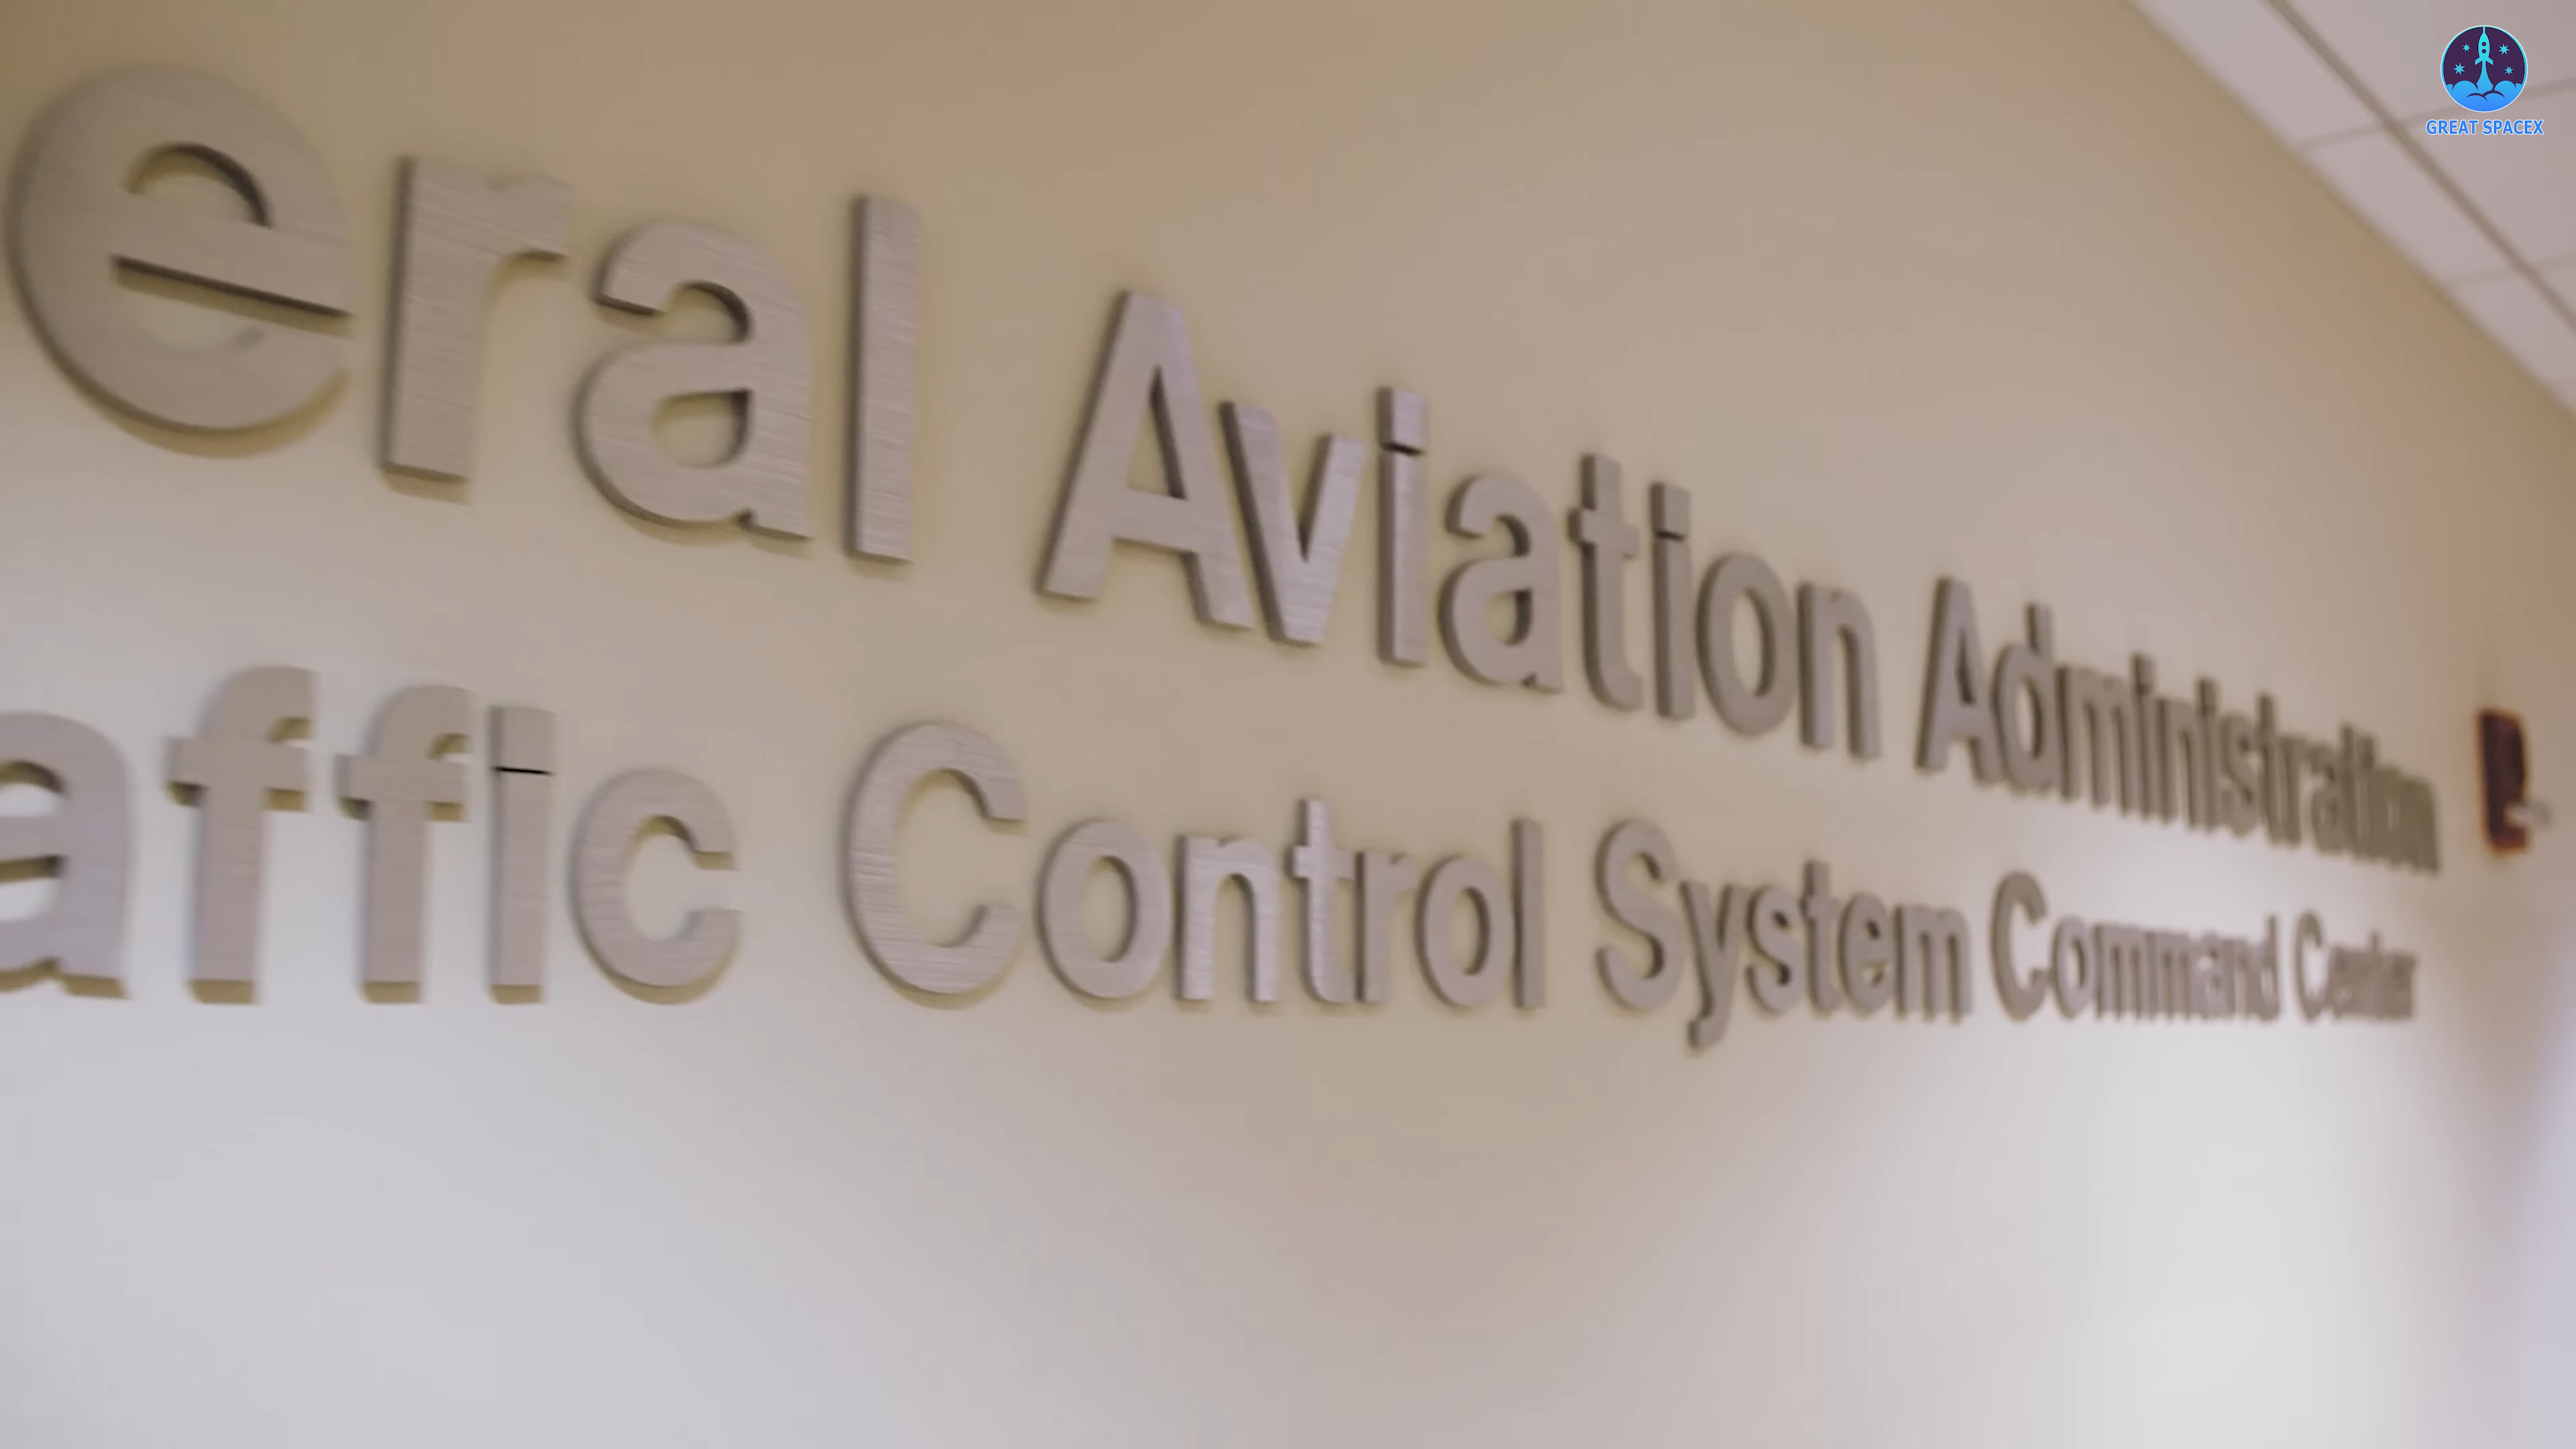 GREAT SPACEX
eral Aviation Administration
affic Control System Command Center